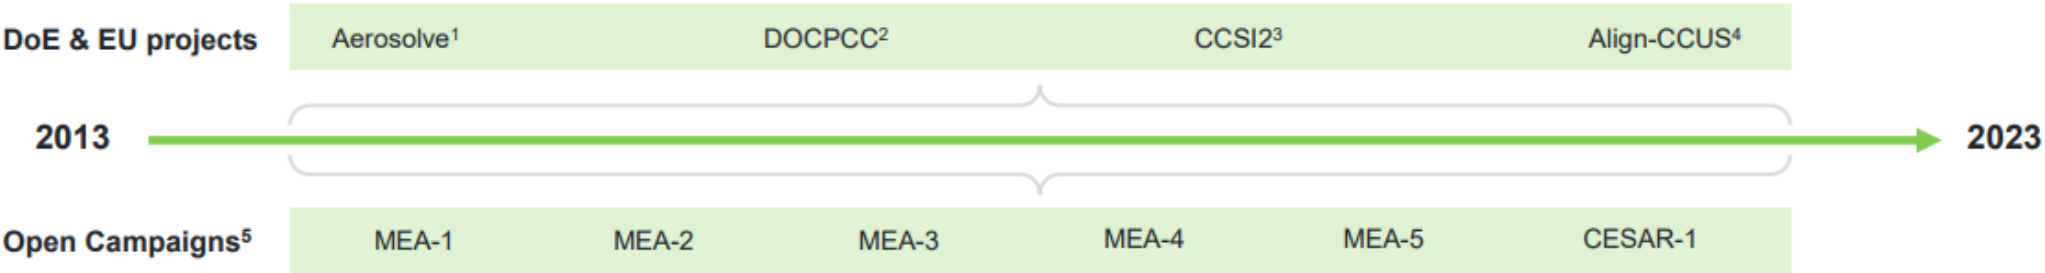 DoE & EU projects Aerosolve¹ DOCPCC² CCSI2³ Align-CCUS⁴
2013 2023
Open Campaigns⁵ MEA-1 MEA-2 MEA-3 MEA-4 MEA-5 CESAR-1